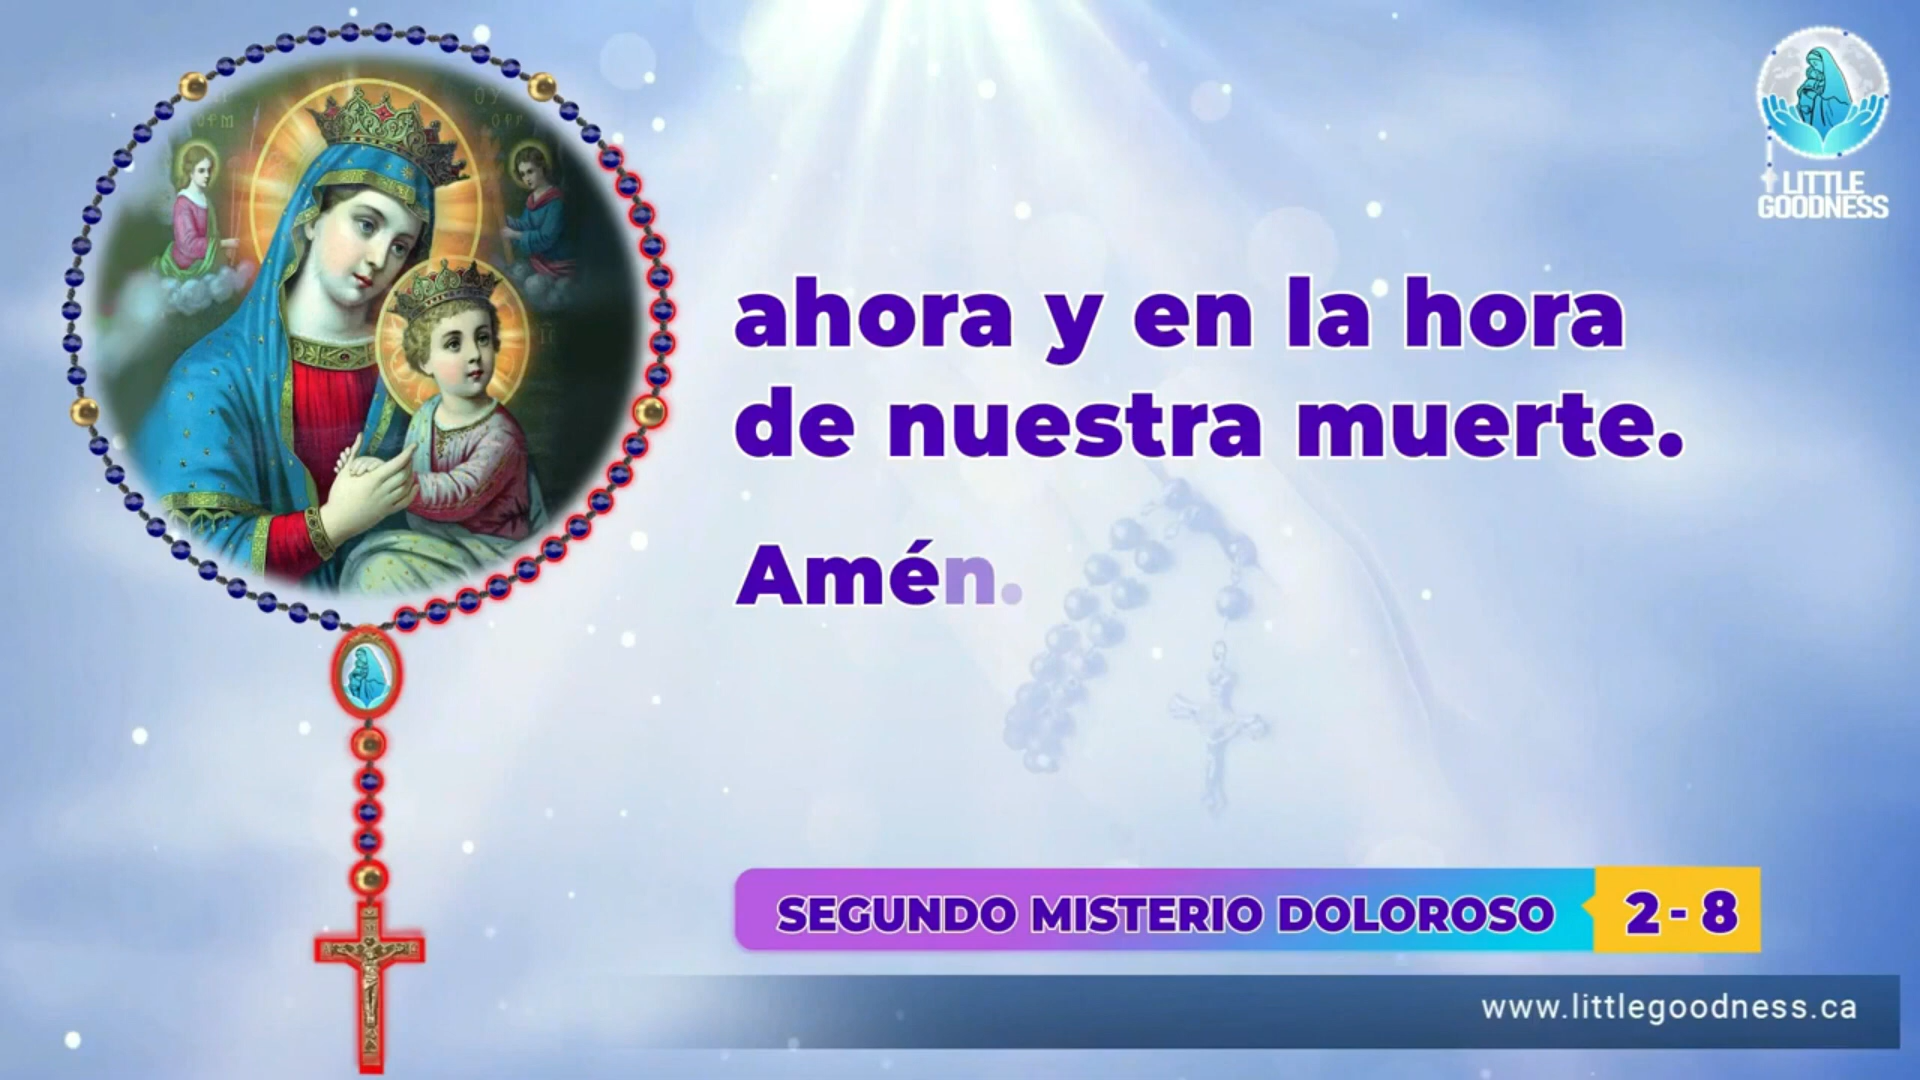 LITTLE
GOODNESS
ahora y en la hora
de nuestra muerte.
Amén.
SEGUNDO MISTERIO DOLOROSO 2 - 8
www.littlegoodness.ca